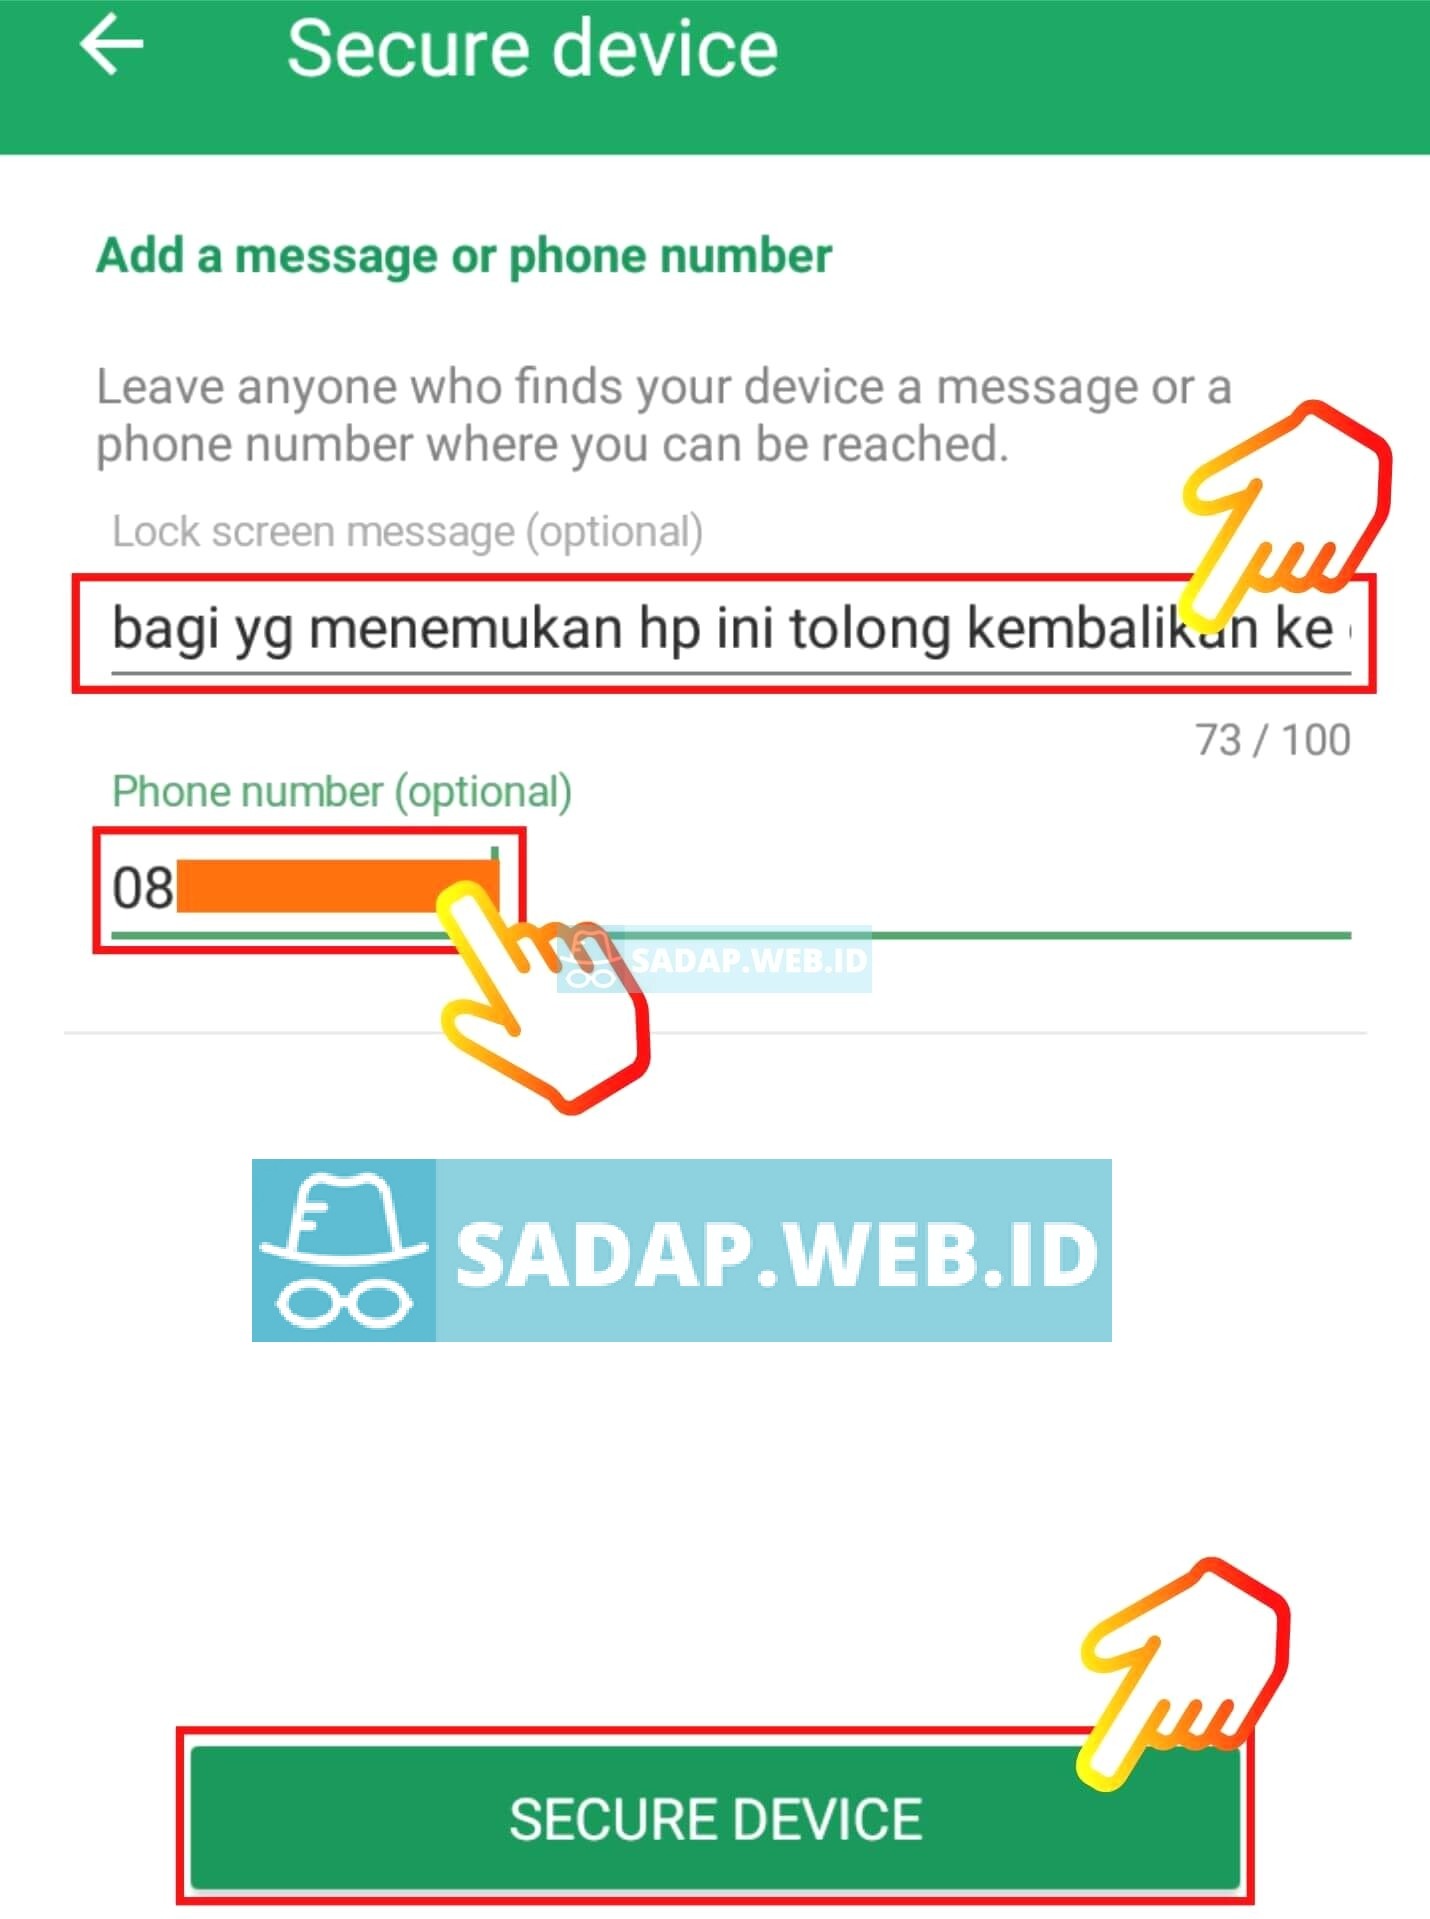 Secure device
Add a message or phone number
Leave anyone who finds your device a message or a
phone number where you can be reached.
Lock screen message (optional)
bagi yg menemukan hp ini tolong kembalikan ke
73 / 100
Phone number (optional)
08
SADAP.WEB.ID
SADAP.WEB.ID
SECURE DEVICE